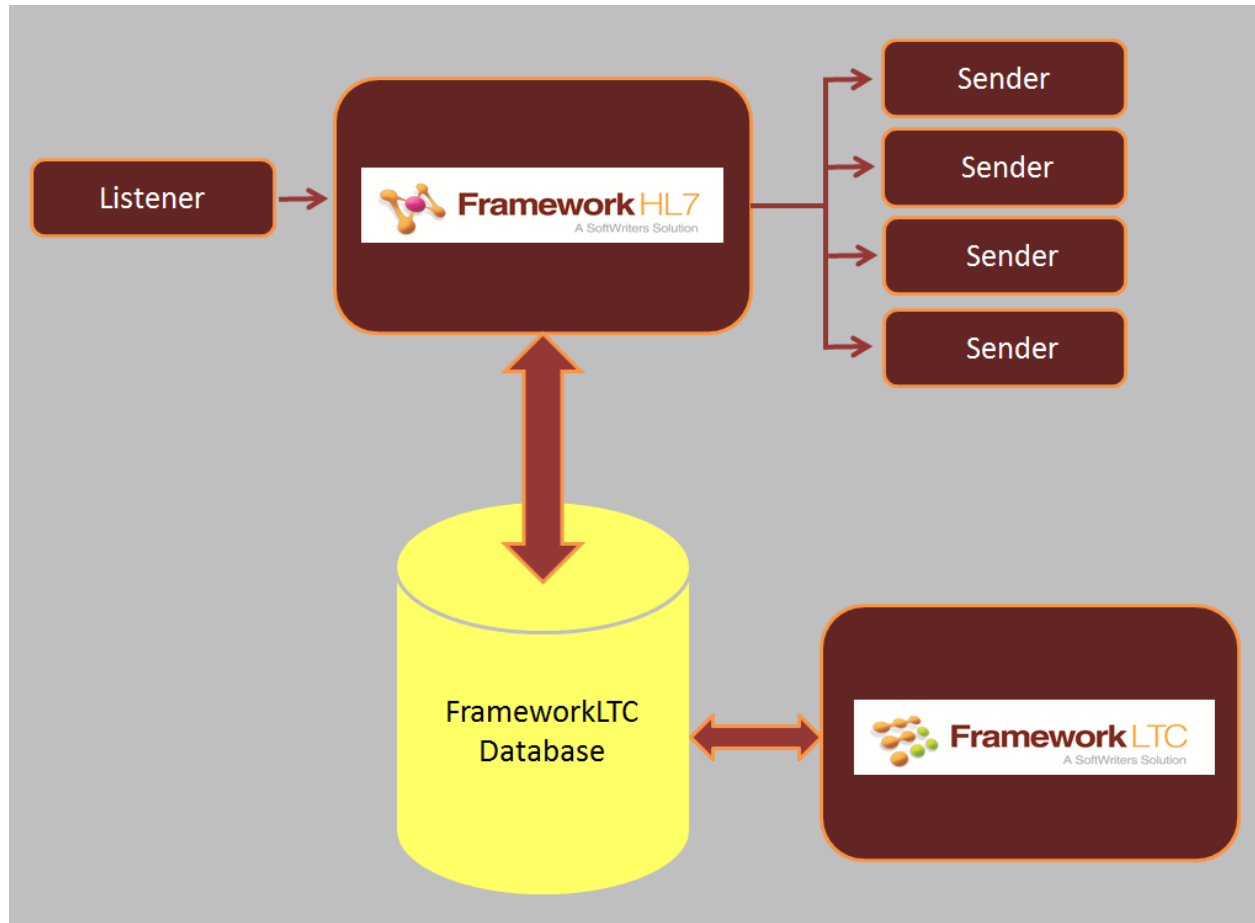 Sender
Sender
Listener
Framework HL7
A SoftWriters Solution
Sender
Sender
FrameworkLTC
Database
Framework LTC
A SoftWriters Solution